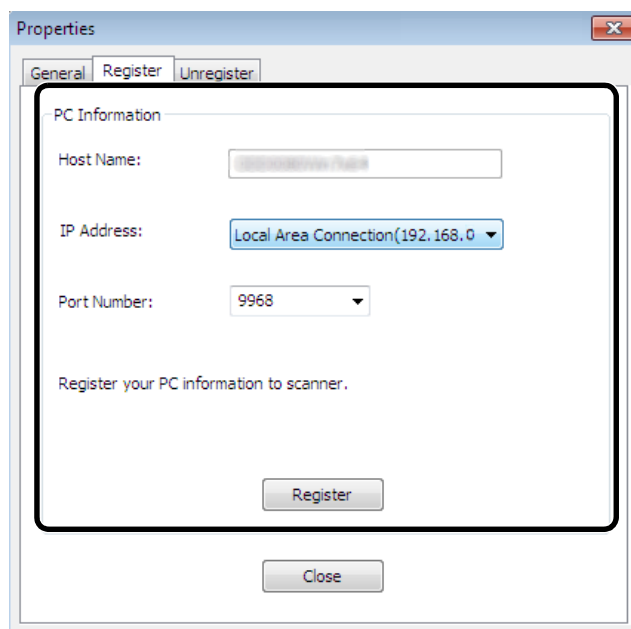 Properties
General Register Unregister
PC Information
Host Name:
IP Address: Local Area Connection(192.168.0
Port Number: 9968
Register your PC information to scanner.
Register
Close